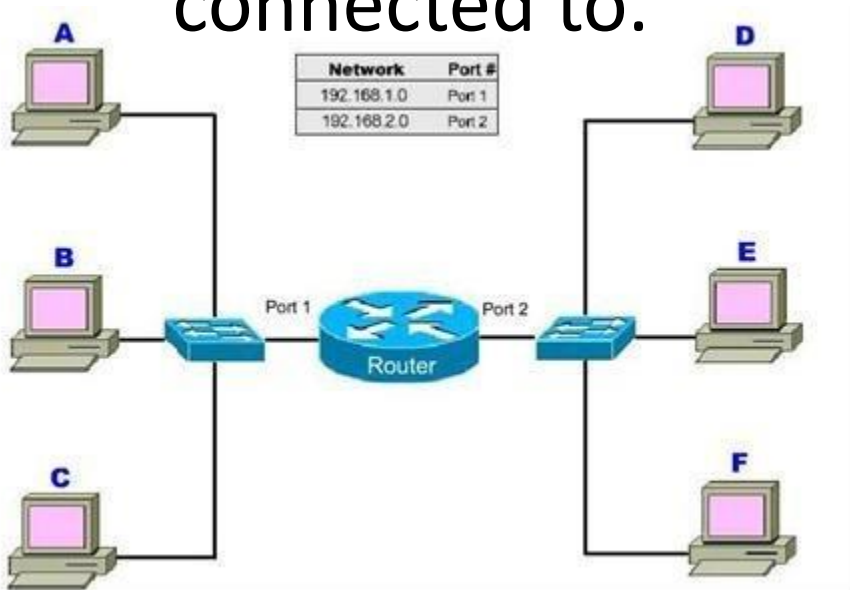 connected to.
A
D
Network Port #
192.168.1.0 Port 1
192.168.2.0 Port 2
B
E
Port 1
Port 2
Router
C
F